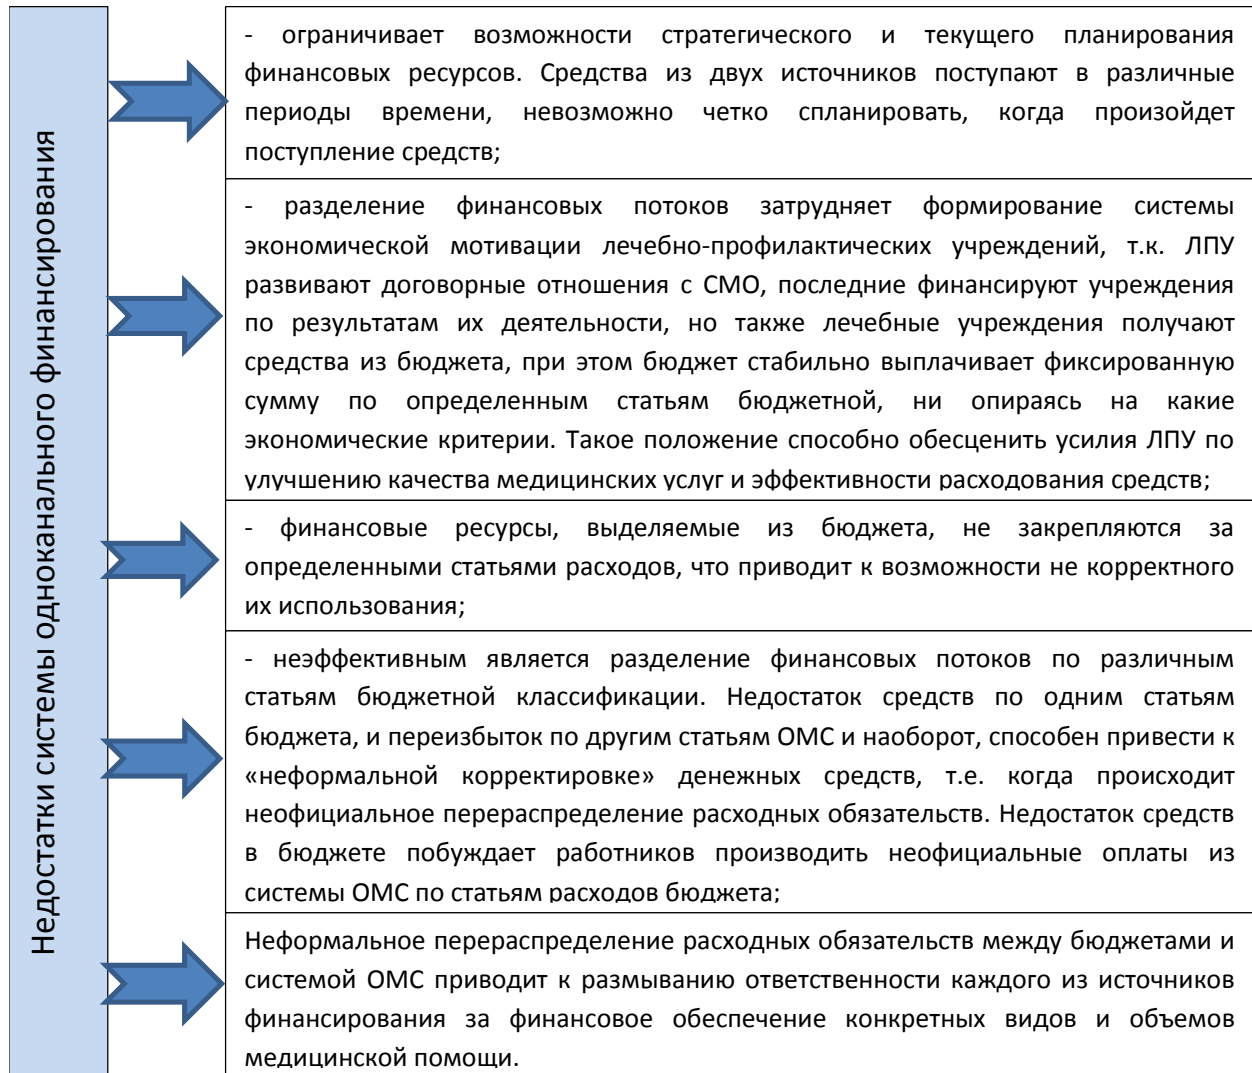 Недостатки системы одноканального финансирования
- ограничивает возможности стратегического и текущего планирования
финансовых ресурсов. Средства из двух источников поступают в различные
периоды времени, невозможно четко спланировать, когда произойдет
поступление средств;
- разделение финансовых потоков затрудняет формирование системы
экономической мотивации лечебно-профилактических учреждений, т.к. ЛПУ
развивают договорные отношения с СМО, последние финансируют учреждения
по результатам их деятельности, но также лечебные учреждения получают
средства из бюджета, при этом бюджет стабильно выплачивает фиксированную
сумму по определенным статьям бюджетной, ни опираясь на какие
экономические критерии. Такое положение способно обесценить усилия ЛПУ по
улучшению качества медицинских услуг и эффективности расходования средств;
- финансовые ресурсы, выделяемые из бюджета, не закрепляются за
определенными статьями расходов, что приводит к возможности не корректного
их использования;
- неэффективным является разделение финансовых потоков по различным
статьям бюджетной классификации. Недостаток средств по одним статьям
бюджета, и переизбыток по другим статьям ОМС и наоборот, способен привести к
«неформальной корректировке» денежных средств, т.е. когда происходит
неофициальное перераспределение расходных обязательств. Недостаток средств
в бюджете побуждает работников производить неофициальные оплаты из
системы ОМС по статьям расходов бюджета;
Неформальное перераспределение расходных обязательств между бюджетами и
системой ОМС приводит к размыванию ответственности каждого из источников
финансирования за финансовое обеспечение конкретных видов и объемов
медицинской помощи.